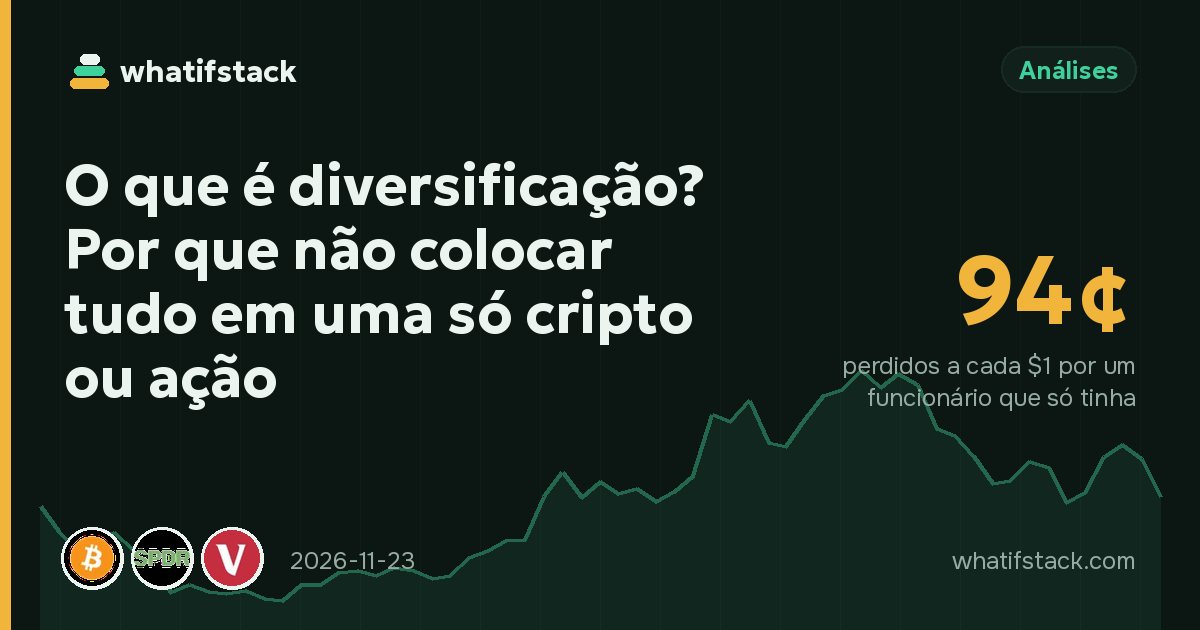 whatifstack
Análises
O que é diversificação?
Por que não colocar
tudo em uma só cripto
ou ação
94¢
perdidos a cada $1 por um
funcionário que só tinha
₿
SPDR
V
2026-11-23
whatifstack.com